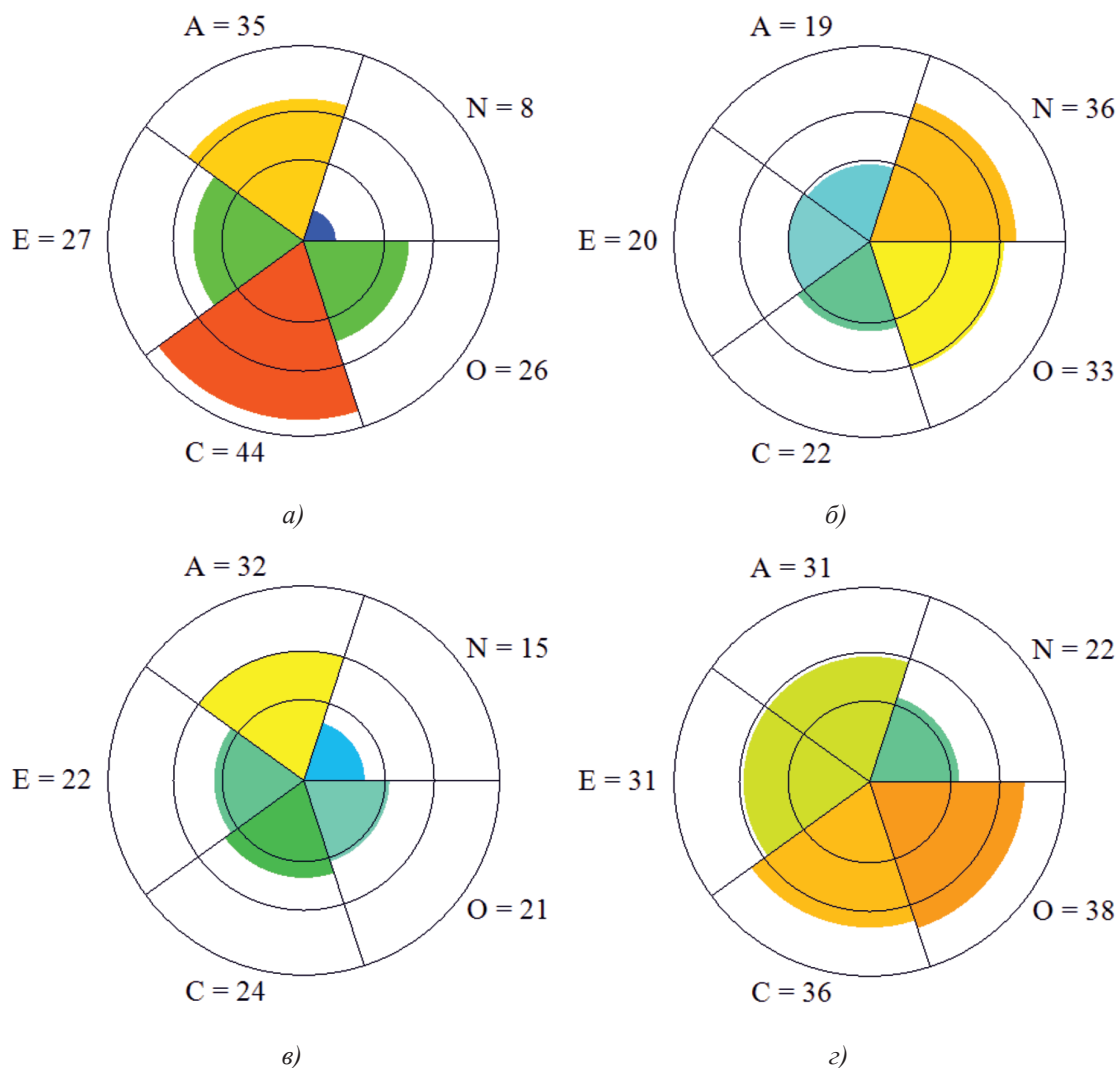 A = 35
N = 8
E = 27
O = 26
C = 44
а)
A = 19
N = 36
E = 20
O = 33
C = 22
б)
A = 32
N = 15
E = 22
O = 21
C = 24
в)
A = 31
N = 22
E = 31
O = 38
C = 36
г)